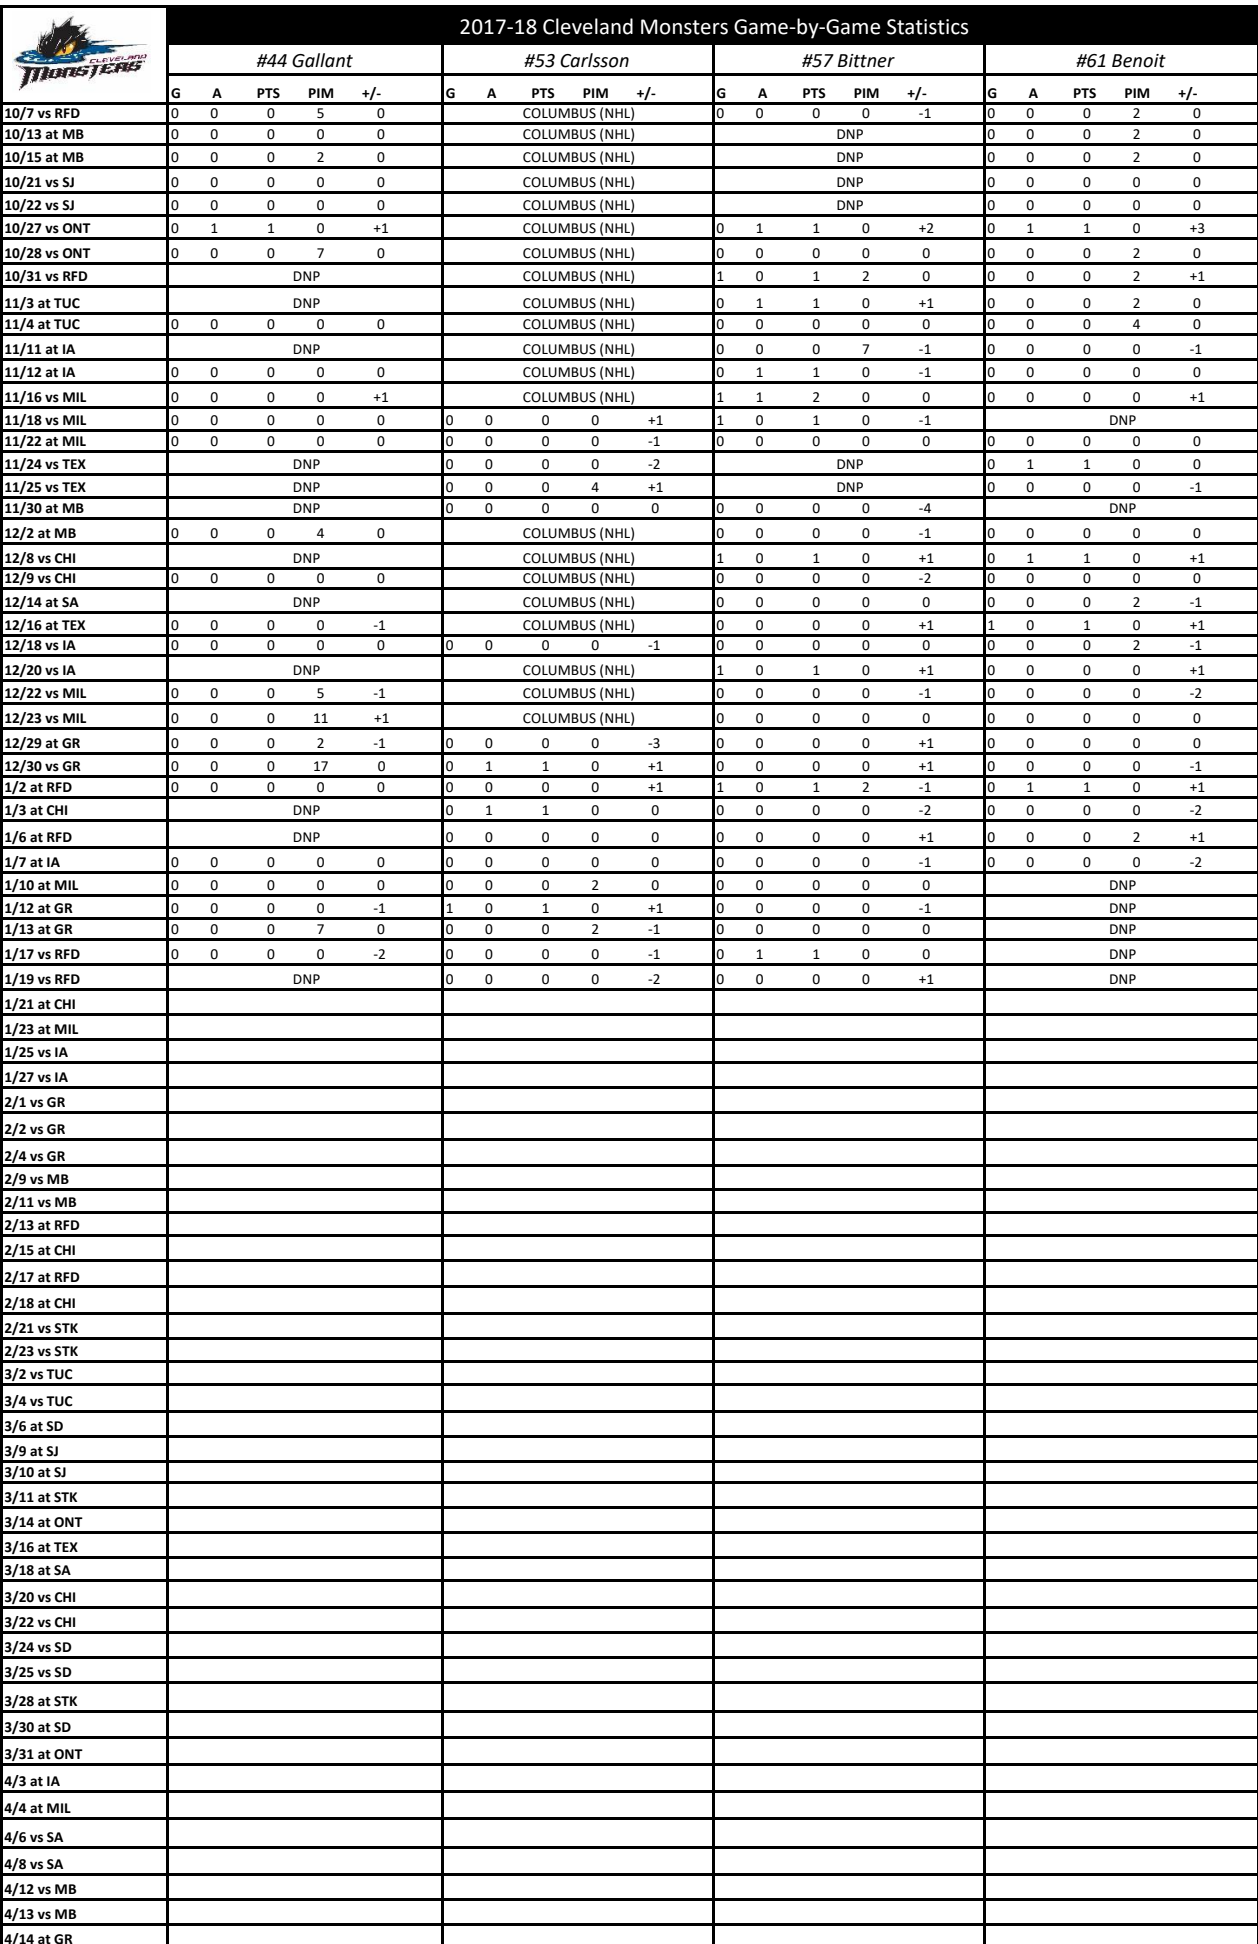 CLEVELAND
MONSTERS
2017-18 Cleveland Monsters Game-by-Game Statistics
#44 Gallant #53 Carlsson #57 Bittner #61 Benoit
G A PTS PIM +/- G A PTS PIM +/- G A PTS PIM +/- G A PTS PIM +/-
10/7 vs RFD 0 0 0 5 0 COLUMBUS (NHL) 0 0 0 0 -1 0 0 0 2 0
10/13 at MB 0 0 0 0 0 COLUMBUS (NHL) DNP 0 0 0 2 0
10/15 at MB 0 0 0 2 0 COLUMBUS (NHL) DNP 0 0 0 2 0
10/21 vs SJ 0 0 0 0 0 COLUMBUS (NHL) DNP 0 0 0 0 0
10/22 vs SJ 0 0 0 0 0 COLUMBUS (NHL) DNP 0 0 0 0 0
10/27 vs ONT 0 1 1 0 +1 COLUMBUS (NHL) 0 1 1 0 +2 0 1 1 0 +3
10/28 vs ONT 0 0 0 7 0 COLUMBUS (NHL) 0 0 0 0 0 0 0 0 2 0
10/31 vs RFD DNP COLUMBUS (NHL) 1 0 1 2 0 0 0 0 2 +1
11/3 at TUC DNP COLUMBUS (NHL) 0 1 1 0 +1 0 0 0 2 0
11/4 at TUC 0 0 0 0 0 COLUMBUS (NHL) 0 0 0 0 0 0 0 0 4 0
11/11 at IA DNP COLUMBUS (NHL) 0 0 0 7 -1 0 0 0 0 -1
11/12 at IA 0 0 0 0 0 COLUMBUS (NHL) 0 1 1 0 -1 0 0 0 0 0
11/16 vs MIL 0 0 0 0 +1 COLUMBUS (NHL) 1 1 2 0 0 0 0 0 0 +1
11/18 vs MIL 0 0 0 0 0 0 0 0 0 +1 1 0 1 0 -1 DNP
11/22 at MIL 0 0 0 0 0 0 0 0 0 -1 0 0 0 0 0 0 0 0 0 0
11/24 vs TEX DNP 0 0 0 0 -2 DNP 0 1 1 0 0
11/25 vs TEX DNP 0 0 0 4 +1 DNP 0 0 0 0 -1
11/30 at MB DNP 0 0 0 0 0 0 0 0 0 -4 DNP
12/2 at MB 0 0 0 4 0 COLUMBUS (NHL) 0 0 0 0 -1 0 0 0 0 0
12/8 vs CHI DNP COLUMBUS (NHL) 1 0 1 0 +1 0 1 1 0 +1
12/9 vs CHI 0 0 0 0 0 COLUMBUS (NHL) 0 0 0 0 -2 0 0 0 0 0
12/14 at SA DNP COLUMBUS (NHL) 0 0 0 0 0 0 0 0 2 -1
12/16 at TEX 0 0 0 0 -1 COLUMBUS (NHL) 0 0 0 0 +1 1 0 1 0 +1
12/18 vs IA 0 0 0 0 0 0 0 0 0 -1 0 0 0 0 0 0 0 0 2 -1
12/20 vs IA DNP COLUMBUS (NHL) 1 0 1 0 +1 0 0 0 0 +1
12/22 vs MIL 0 0 0 5 -1 COLUMBUS (NHL) 0 0 0 0 -1 0 0 0 0 -2
12/23 vs MIL 0 0 0 11 +1 COLUMBUS (NHL) 0 0 0 0 0 0 0 0 0 0
12/29 at GR 0 0 0 2 -1 0 0 0 0 -3 0 0 0 0 +1 0 0 0 0 0
12/30 vs GR 0 0 0 17 0 0 1 1 0 +1 0 0 0 0 +1 0 0 0 0 -1
1/2 at RFD 0 0 0 0 0 0 0 0 0 +1 1 0 1 2 -1 0 1 1 0 +1
1/3 at CHI DNP 0 1 1 0 0 0 0 0 0 -2 0 0 0 0 -2
1/6 at RFD DNP 0 0 0 0 0 0 0 0 0 +1 0 0 0 2 +1
1/7 at IA 0 0 0 0 0 0 0 0 0 0 0 0 0 0 -1 0 0 0 0 -2
1/10 at MIL 0 0 0 0 0 0 0 0 2 0 0 0 0 0 0 DNP
1/12 at GR 0 0 0 0 -1 1 0 1 0 +1 0 0 0 0 -1 DNP
1/13 at GR 0 0 0 7 0 0 0 0 2 -1 0 0 0 0 0 DNP
1/17 vs RFD 0 0 0 0 -2 0 0 0 0 -1 0 1 1 0 0 DNP
1/19 vs RFD DNP 0 0 0 0 -2 0 0 0 0 +1 DNP
1/21 at CHI
1/23 at MIL
1/25 vs IA
1/27 vs IA
2/1 vs GR
2/2 vs GR
2/4 vs GR
2/9 vs MB
2/11 vs MB
2/13 at RFD
2/15 at CHI
2/17 at RFD
2/18 at CHI
2/21 vs STK
2/23 vs STK
3/2 vs TUC
3/4 vs TUC
3/6 at SD
3/9 at SJ
3/10 at SJ
3/11 at STK
3/14 at ONT
3/16 at TEX
3/18 at SA
3/20 vs CHI
3/22 vs CHI
3/24 vs SD
3/25 vs SD
3/28 at STK
3/30 at SD
3/31 at ONT
4/3 at IA
4/4 at MIL
4/6 vs SA
4/8 vs SA
4/12 vs MB
4/13 vs MB
4/14 at GR